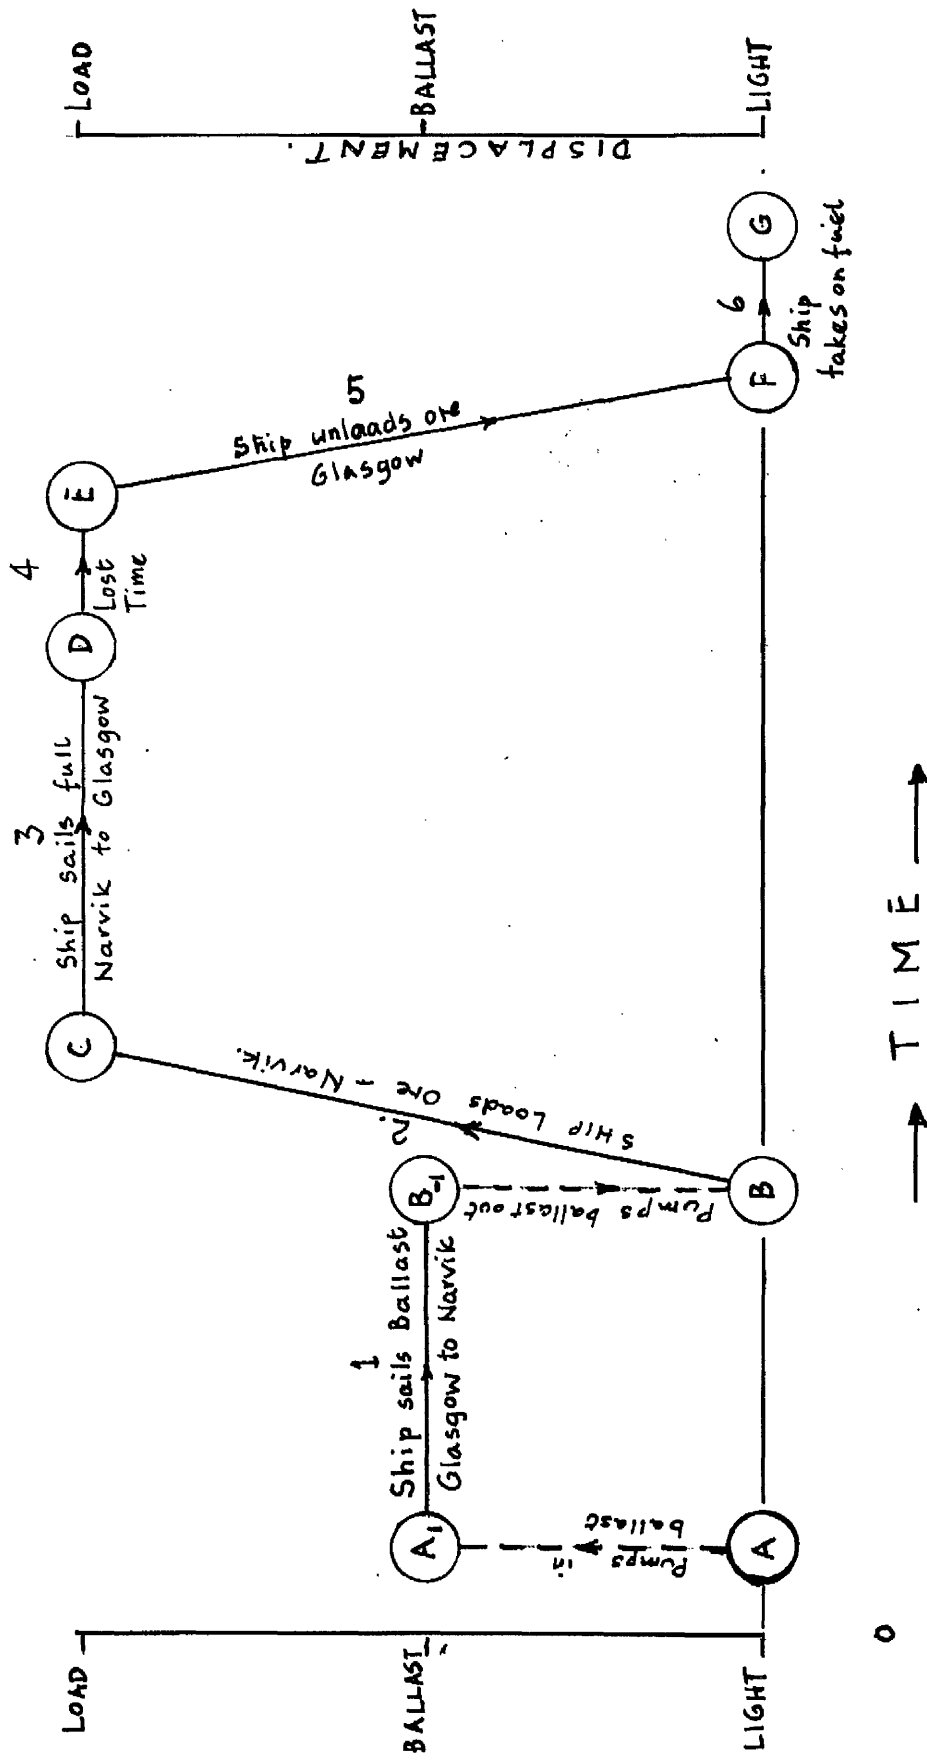 LOAD
BALLAST
LIGHT
O
A
Pumps in
ballast
A1
1
Ship sails Ballast
Glasgow to Narvik
B-1
Pumps ballast out
B
2.
SHIP Loads Ore - Narvik.
C
3
Ship sails full
Narvik to Glasgow
D
4
Lost
Time
E
5
Ship unloads ore
Glasgow
F
6
Ship
takes on fuel
G
DISPLACEMENT.
LOAD
BALLAST
LIGHT
TIME